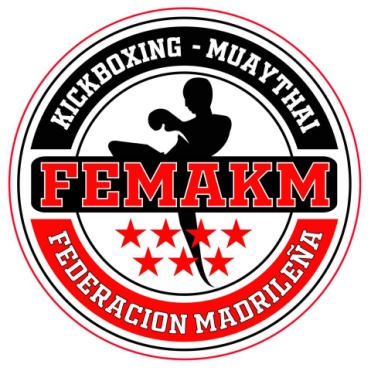 KICKBOXING - MUAYTHAI
FEMAKM
FEDERACION MADRILEÑA